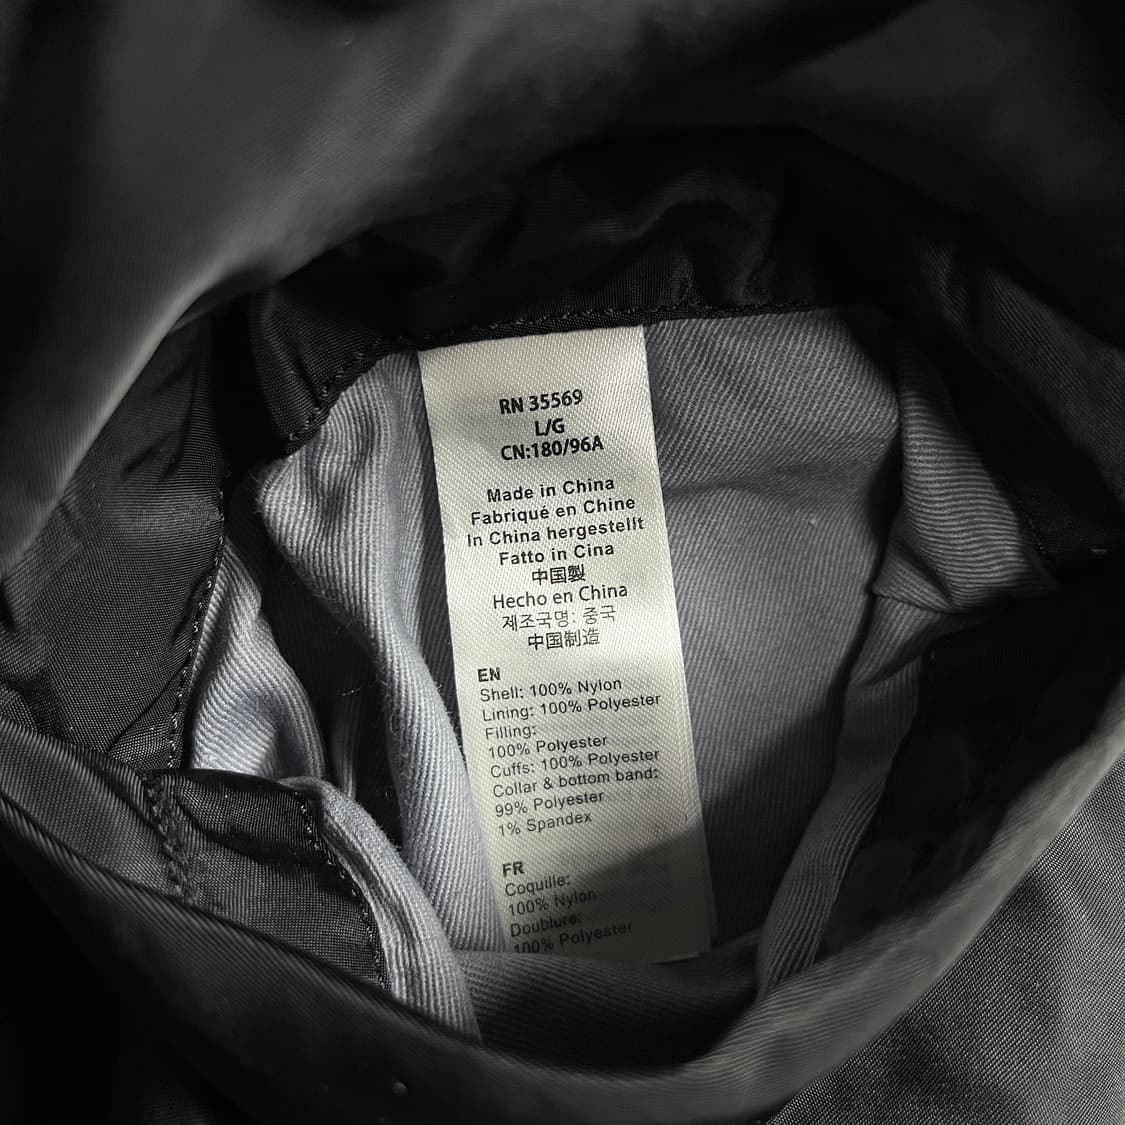 RN 35569
L/G
CN:180/96A
Made in China
Fabriqué en Chine
In China hergestellt
Fatto in Cina
中国製
Hecho en China
제조국명: 중국
中国制造
EN
Shell: 100% Nylon
Lining: 100% Polyester
Filling:
100% Polyester
Cuffs: 100% Polyester
Collar & bottom band:
99% Polyester
1% Spandex
FR
Coquille:
100% Nylon
Doublure:
100% Polyester